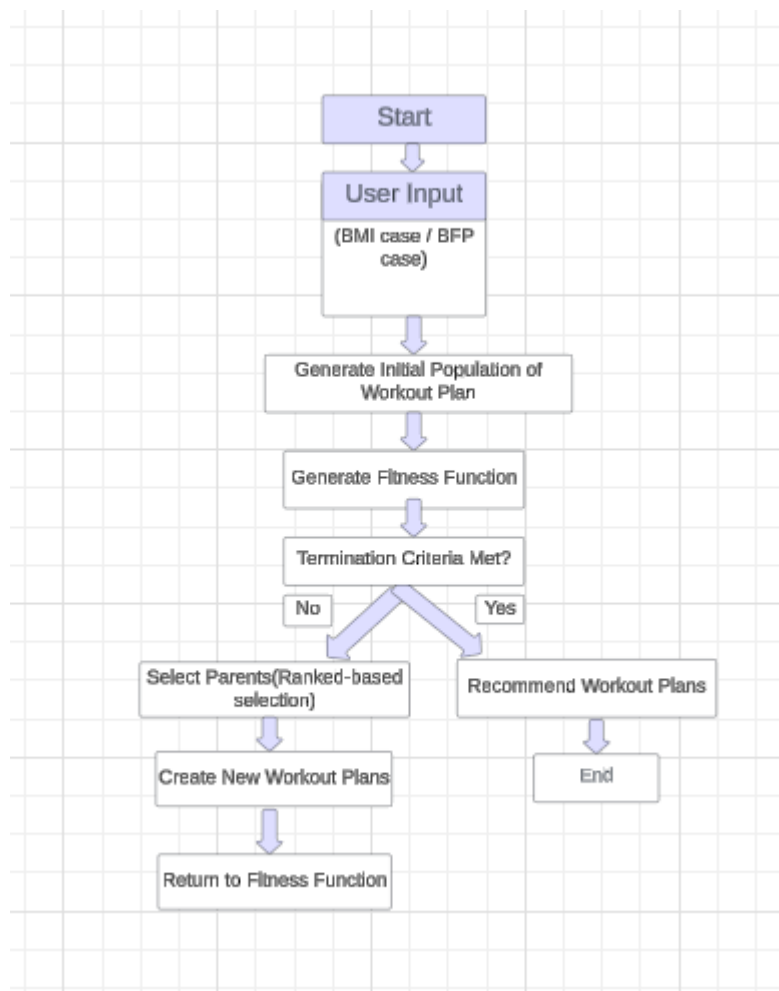 Start
User Input
(BMI case / BFP
case)
Generate Initial Population of
Workout Plan
Generate Fitness Function
Termination Criteria Met?
No
Yes
Select Parents(Ranked-based
selection)
Recommend Workout Plans
Create New Workout Plans
End
Return to Fitness Function